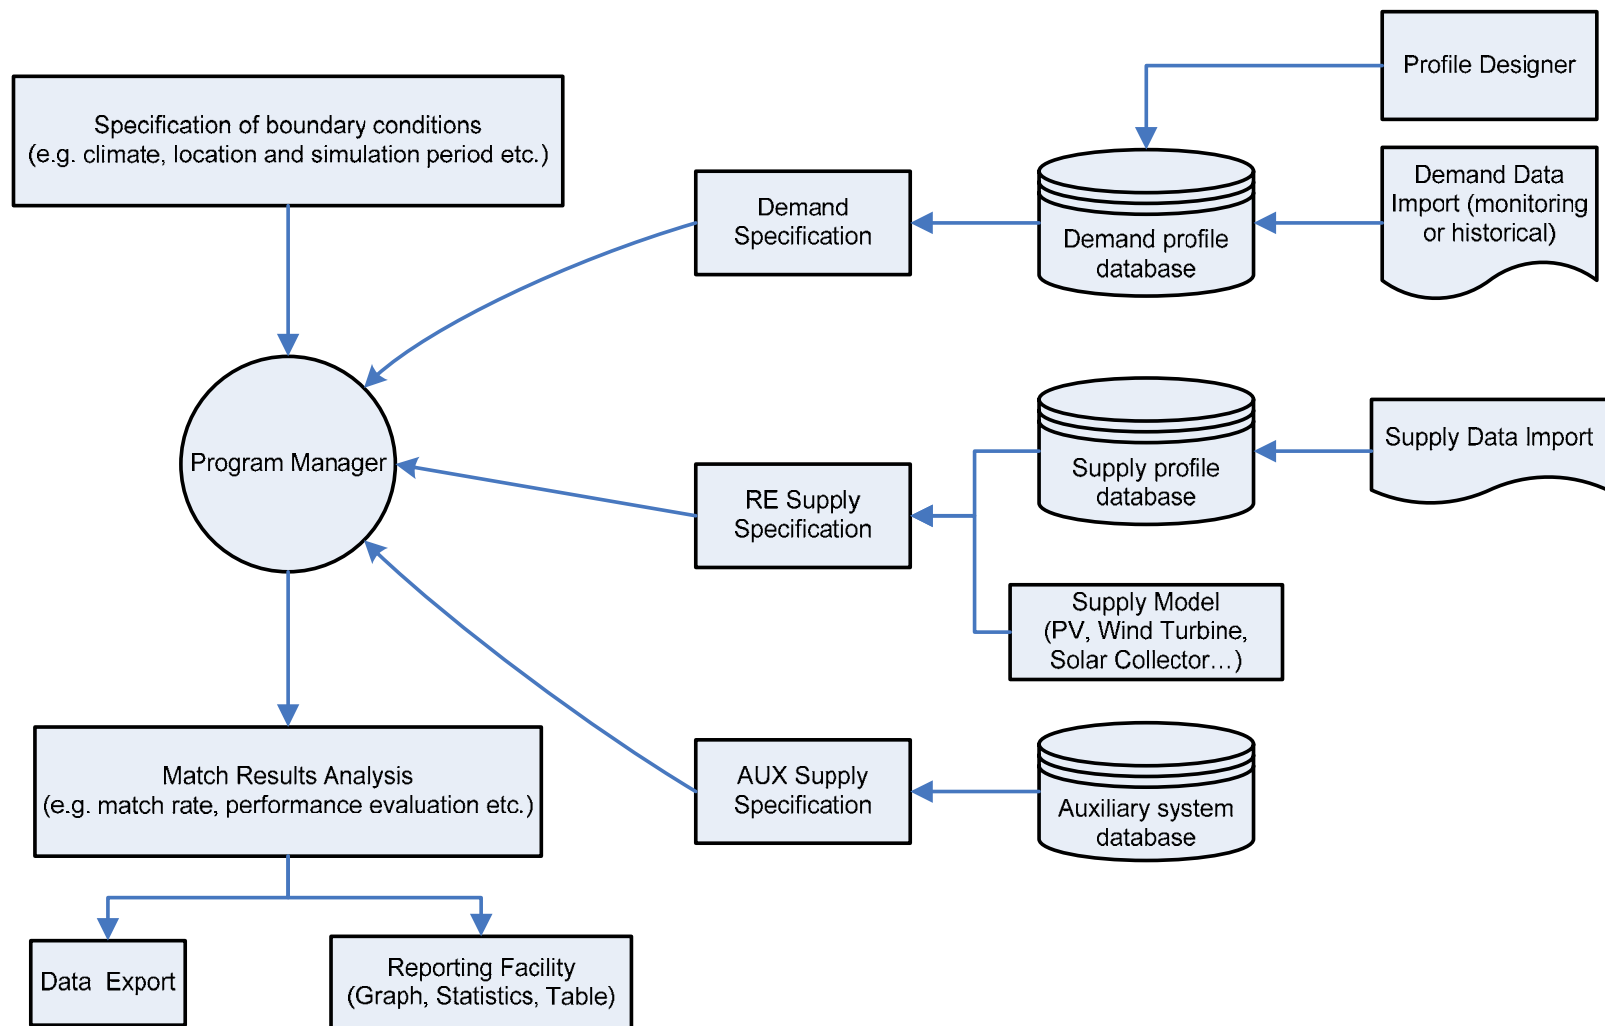 Profile Designer
Specification of boundary conditions
(e.g. climate, location and simulation period etc.)
Demand
Specification
Demand profile
database
Demand Data
Import (monitoring
or historical)
Program Manager
RE Supply
Specification
Supply profile
database
Supply Data Import
Supply Model
(PV, Wind Turbine,
Solar Collector…)
Match Results Analysis
(e.g. match rate, performance evaluation etc.)
AUX Supply
Specification
Auxiliary system
database
Data Export
Reporting Facility
(Graph, Statistics, Table)